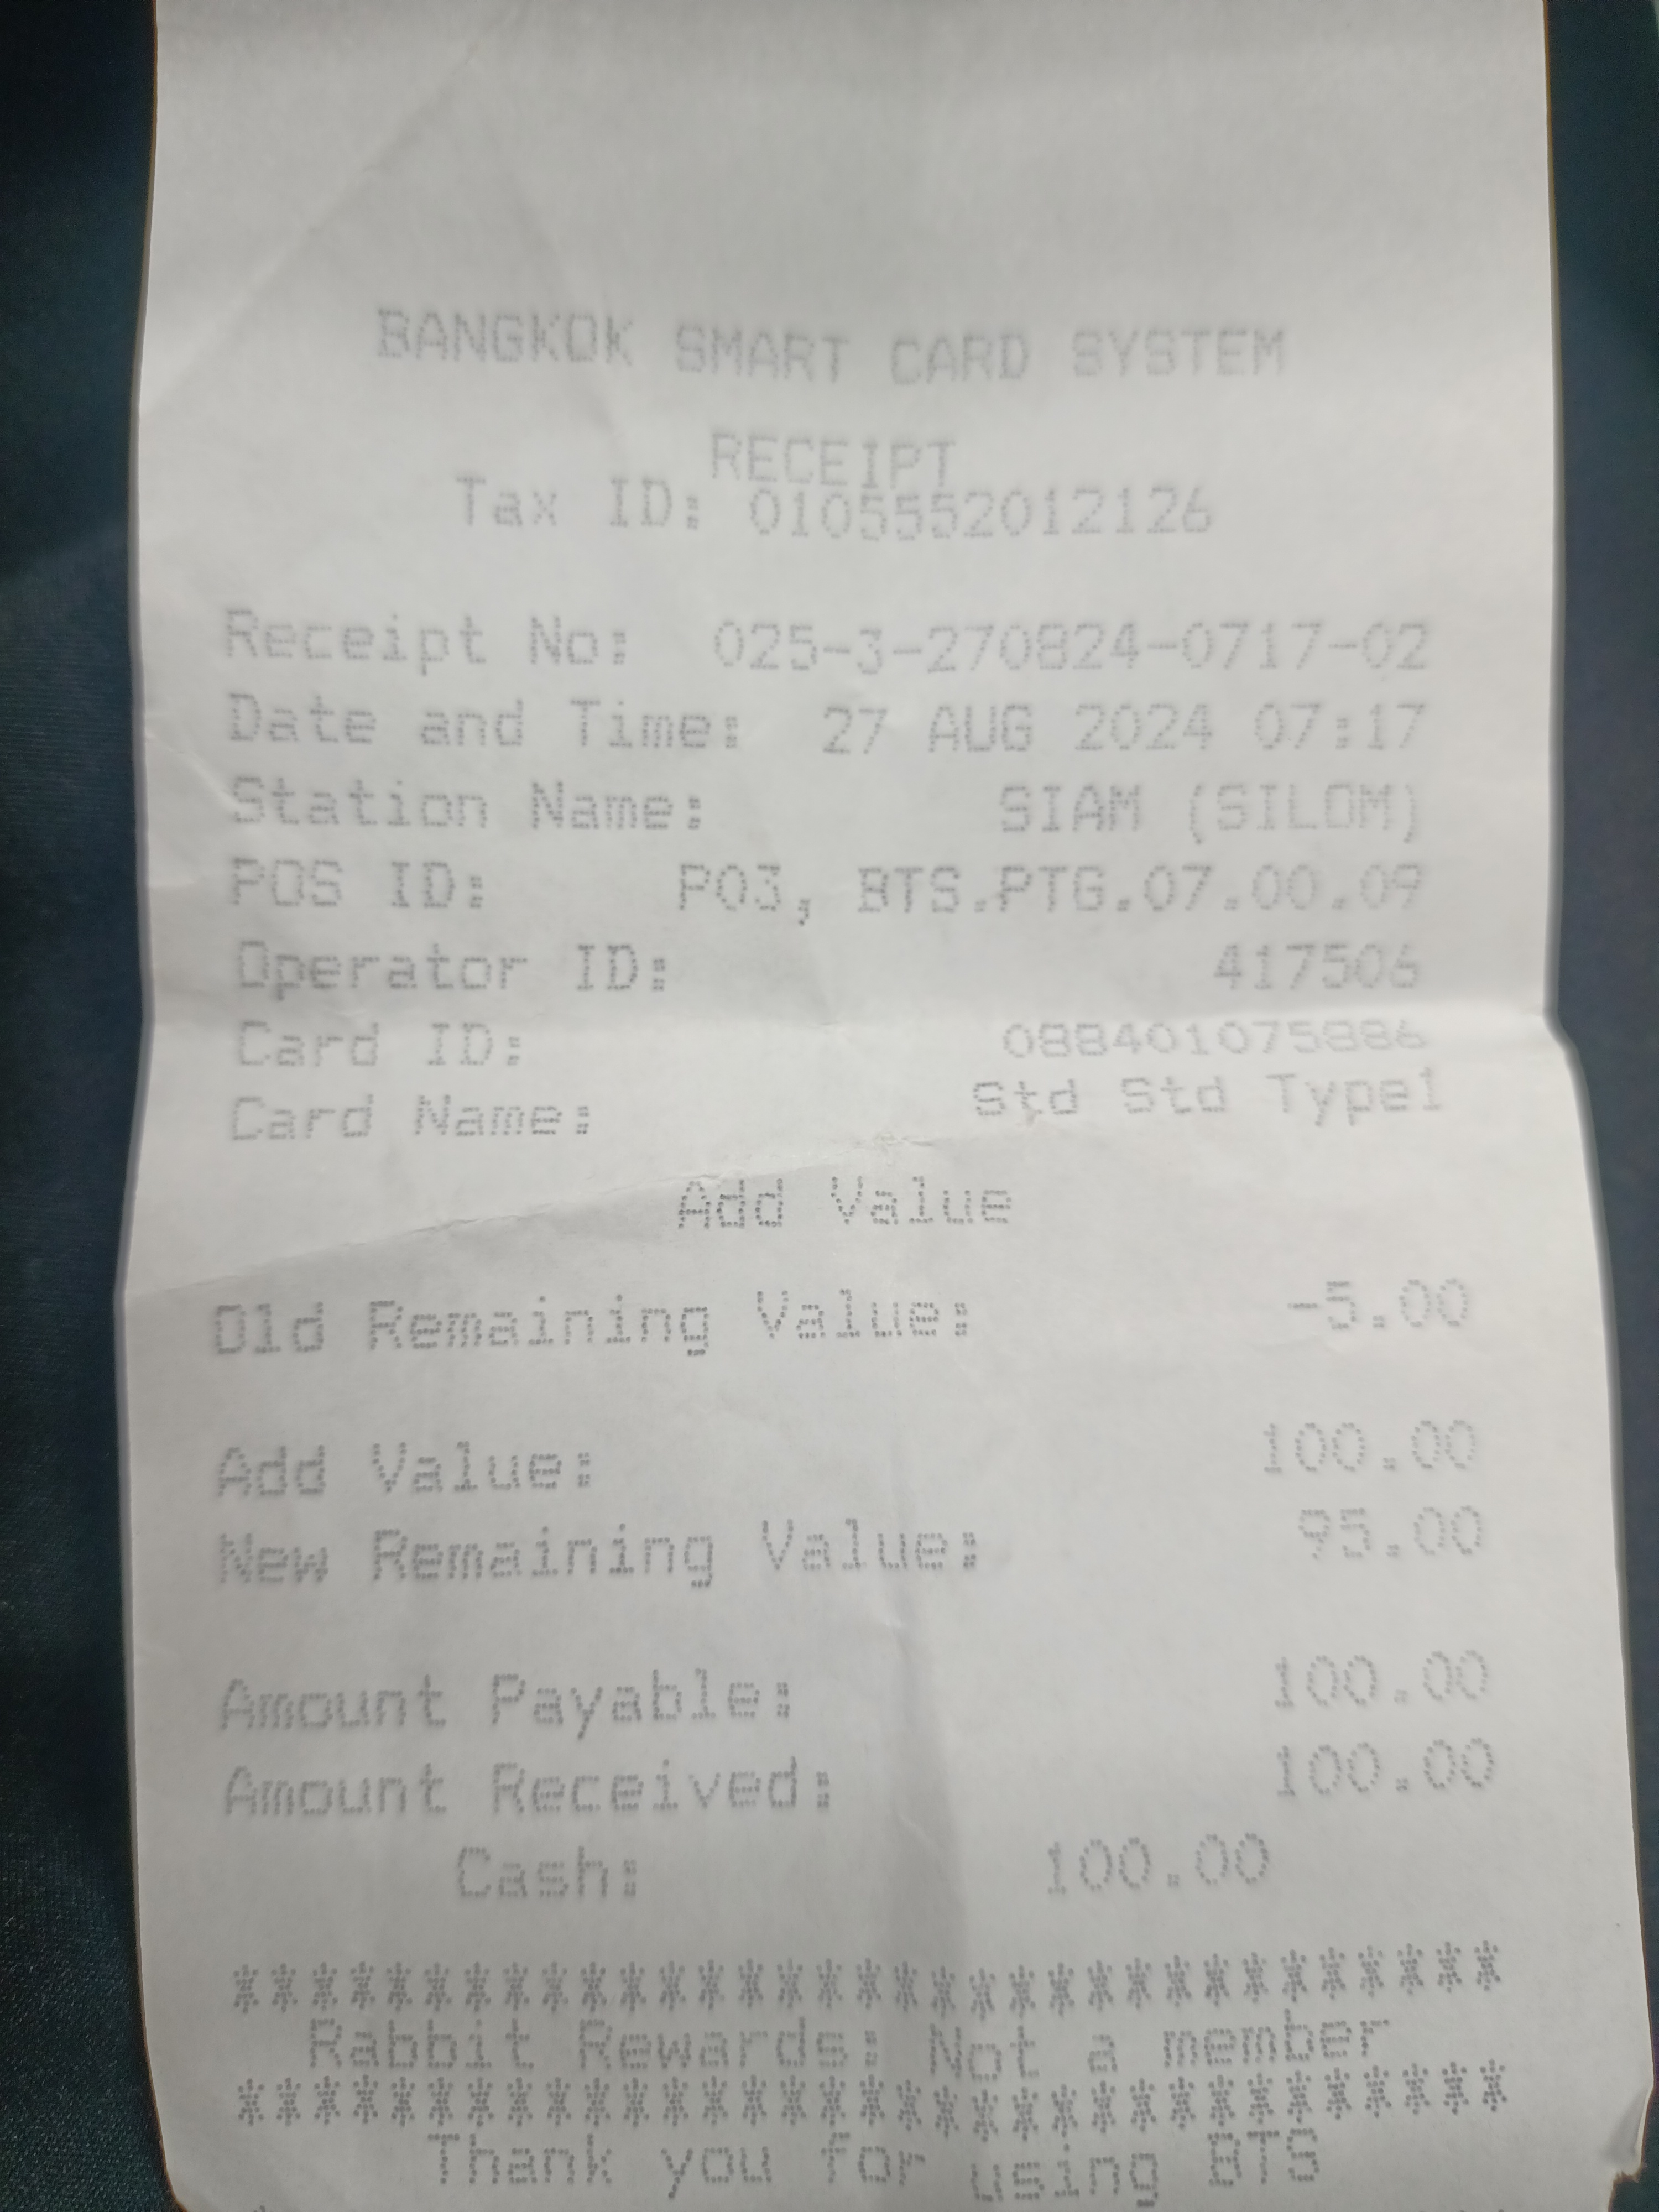 BANGKOK SMART CARD SYSTEM
RECEIPT
Tax ID: 0105552012126
Receipt No: 025-3-270824-0717-02
Date and Time: 27 AUG 2024 07:17
Station Name: SIAM (SILOM)
POS ID: P03, BTS.PTG.07.00.09
Operator ID: 417506
Card ID: 088401075886
Card Name: Std Std Type1
Add Value
Old Remaining Value: -5.00
Add Value: 100.00
New Remaining Value: 95.00
Amount Payable: 100.00
Amount Received: 100.00
Cash: 100.00
*********************************
Rabbit Rewards: Not a member
*********************************
Thank you for using BTS